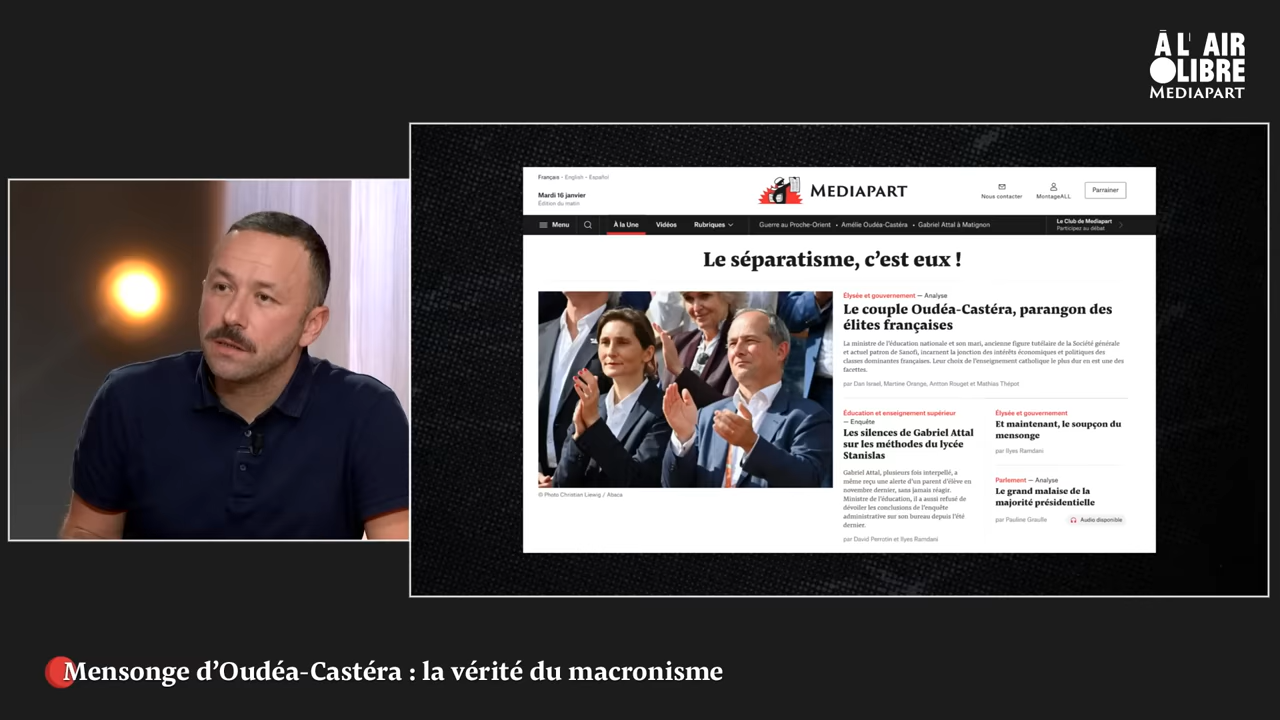 À L' AIR
LIBRE
MEDIAPART
Français - English - Español
Mardi 16 janvier
Édition du matin
MEDIAPART
Nous contacter
MontageALL
Parrainer
Menu
À la Une
Vidéos
Rubriques
Guerre au Proche-Orient • Amélie Oudéa-Castéra • Gabriel Attal à Matignon
Le Club de Mediapart
Participez au débat
Le séparatisme, c'est eux !
© Photo Christian Liewig / Abaca
Élysée et gouvernement — Analyse
Le couple Oudéa-Castéra, parangon des
élites françaises
La ministre de l'éducation nationale et son mari, ancienne figure tutélaire de la Société générale
et actuel patron de Sanofi, incarnent la jonction des intérêts économiques et politiques des
classes dominantes françaises. Leur choix de l'enseignement catholique le plus dur en est une des
facettes.
par Dan Israel, Martine Orange, Antton Rouget et Mathias Thépot
Éducation et enseignement supérieur
— Enquête
Les silences de Gabriel Attal
sur les méthodes du lycée
Stanislas
Gabriel Attal, plusieurs fois interpellé, a
même reçu une alerte d'un parent d'élève en
novembre dernier, sans jamais réagir.
Ministre de l'éducation, il a aussi refusé de
dévoiler les conclusions de l'enquête
administrative sur son bureau depuis l'été
dernier.
par David Perrotin et Ilyes Ramdani
Élysée et gouvernement
Et maintenant, le soupçon du
mensonge
par Ilyes Ramdani
Parlement — Analyse
Le grand malaise de la
majorité présidentielle
par Pauline Graulle
Audio disponible
Mensonge d'Oudéa-Castéra : la vérité du macronisme